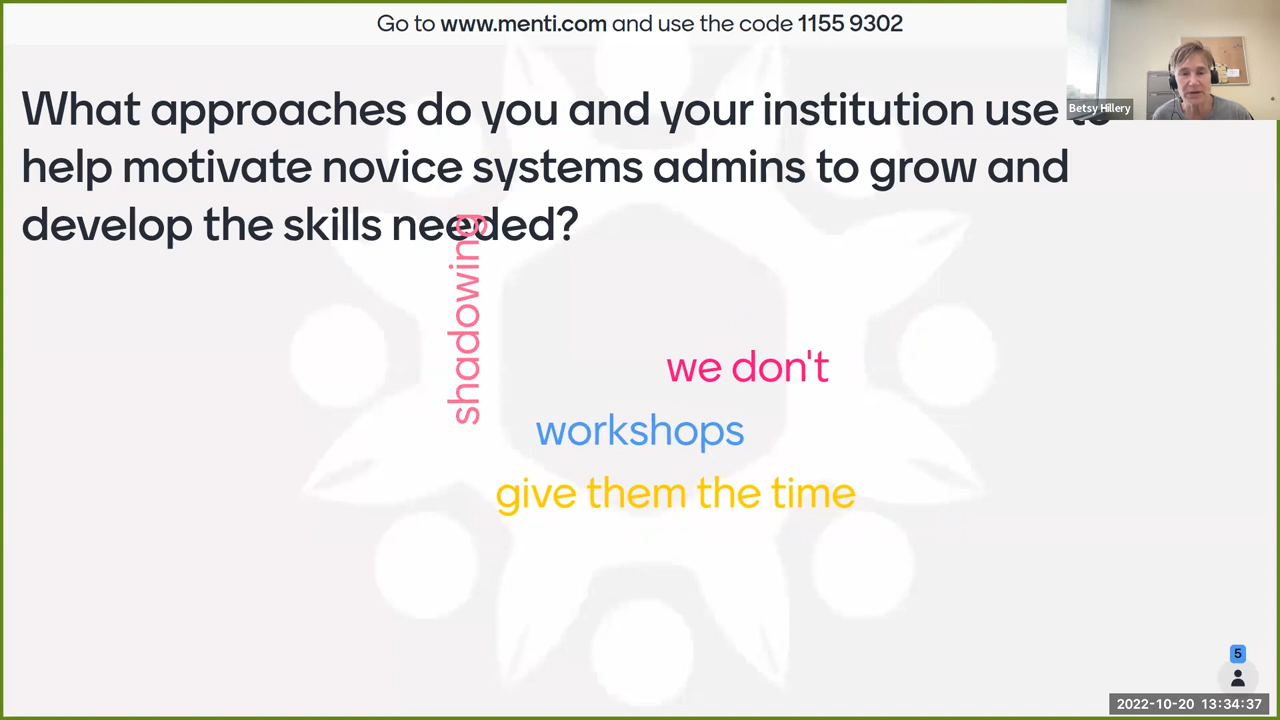 Go to www.menti.com and use the code 1155 9302
What approaches do you and your institution use to
help motivate novice systems admins to grow and
develop the skills needed?
Betsy Hillery
shadowing
we don't
workshops
give them the time
5
2022-10-20 13:34:37